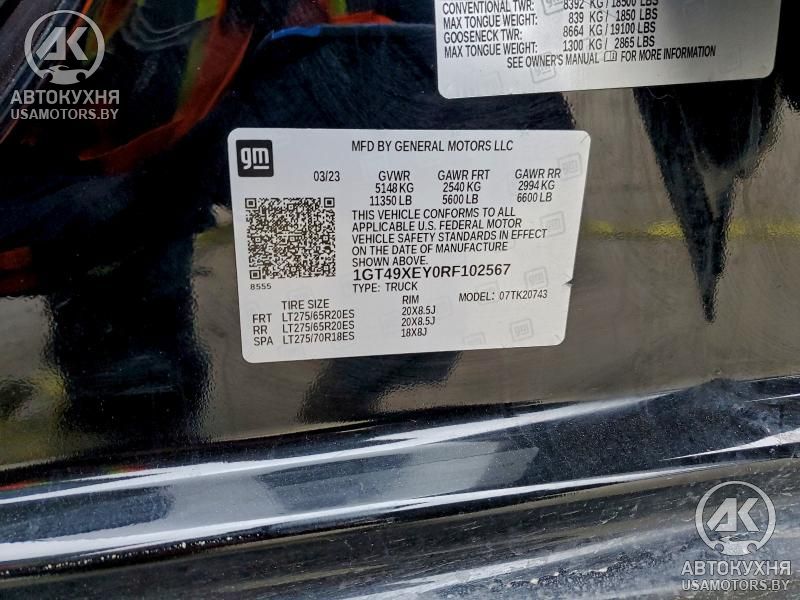 CONVENTIONAL TWR: 8392 KG / 18500 LBS
MAX TONGUE WEIGHT: 839 KG / 1850 LBS
GOOSENECK TWR: 8664 KG / 19100 LBS
MAX TONGUE WEIGHT: 1300 KG / 2865 LBS
SEE OWNER'S MANUAL FOR MORE INFORMATION
AK
АВТОКУХНЯ
USAMOTORS.BY
gm
MFD BY GENERAL MOTORS LLC
03/23 GVWR GAWR FRT GAWR RR
5148 KG 2540 KG 2994 KG
11350 LB 5600 LB 6600 LB
THIS VEHICLE CONFORMS TO ALL
APPLICABLE U.S. FEDERAL MOTOR
VEHICLE SAFETY STANDARDS IN EFFECT
ON THE DATE OF MANUFACTURE
SHOWN ABOVE.
8555
1GT49XEY0RF102567
TYPE: TRUCK
TIRE SIZE RIM MODEL: 07TK20743
FRT LT275/65R20ES 20X8.5J
RR LT275/65R20ES 20X8.5J
SPA LT275/70R18ES 18X8J
AK
АВТОКУХНЯ
USAMOTORS.BY